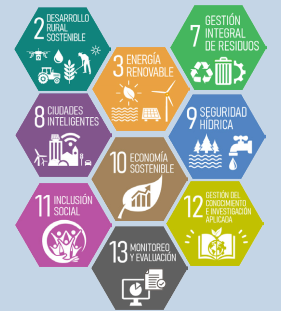 2 DESARROLLO
RURAL
SOSTENIBLE
7 GESTIÓN
INTEGRAL
DE RESIDUOS
3 ENERGÍA
RENOVABLE
8 CIUDADES
INTELIGENTES
9 SEGURIDAD
HÍDRICA
10 ECONOMÍA
SOSTENIBLE
11 INCLUSIÓN
SOCIAL
12 GESTIÓN DEL
CONOCIMIENTO
E INVESTIGACIÓN
APLICADA
13 MONITOREO
Y EVALUACIÓN